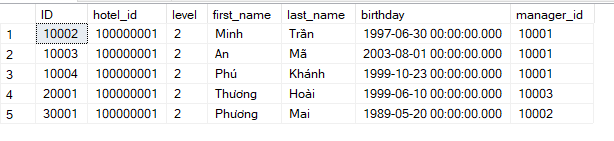 ID hotel_id level first_name last_name birthday manager_id
1 10002 100000001 2 Minh Trần 1997-06-30 00:00:00.000 10001
2 10003 100000001 2 An Mã 2003-08-01 00:00:00.000 10001
3 10004 100000001 2 Phú Khánh 1999-10-23 00:00:00.000 10001
4 20001 100000001 2 Thương Hoài 1999-06-10 00:00:00.000 10003
5 30001 100000001 2 Phương Mai 1989-05-20 00:00:00.000 10002